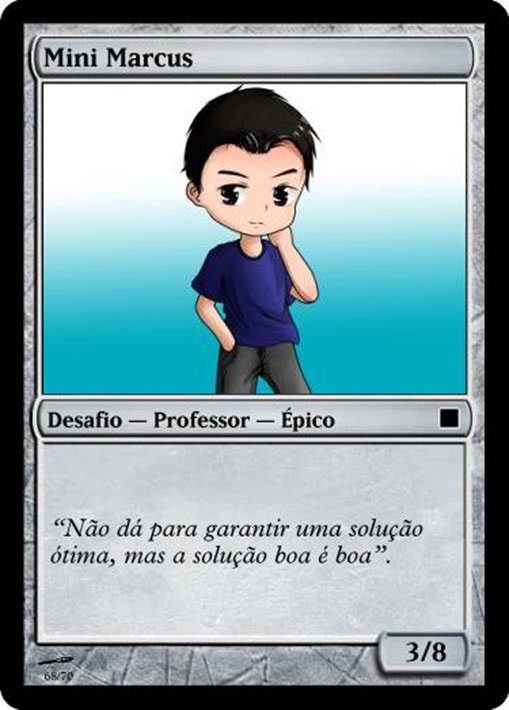 Mini Marcus
Desafio — Professor — Épico
“Não dá para garantir uma solução
ótima, mas a solução boa é boa”.
3/8
68/70